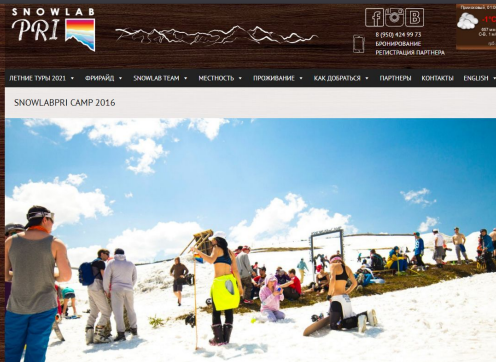 SNOWLAB
PRI
8 (950) 424 99 73
БРОНИРОВАНИЕ
РЕГИСТРАЦИЯ ПАРТНЕРА
ЛЕТНИЕ ТУРЫ 2021 ФРИРАЙД SNOWLAB TEAM МЕСТНОСТЬ ПРОЖИВАНИЕ КАК ДОБРАТЬСЯ ПАРТНЕРЫ КОНТАКТЫ ENGLISH
SNOWLABPRI CAMP 2016